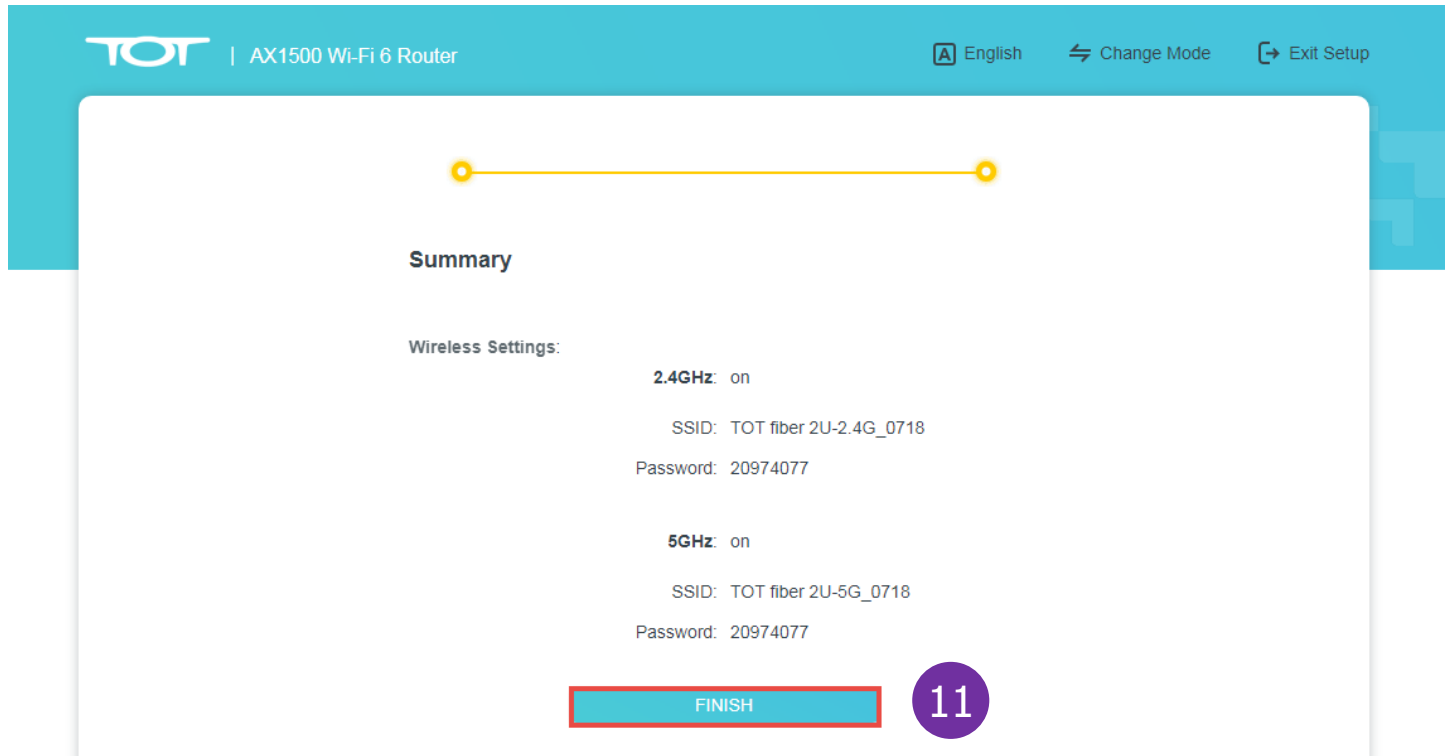 TOT | AX1500 Wi-Fi 6 Router A English Change Mode Exit Setup
Summary
Wireless Settings:
2.4GHz: on
SSID: TOT fiber 2U-2.4G_0718
Password: 20974077
5GHz: on
SSID: TOT fiber 2U-5G_0718
Password: 20974077
FINISH 11